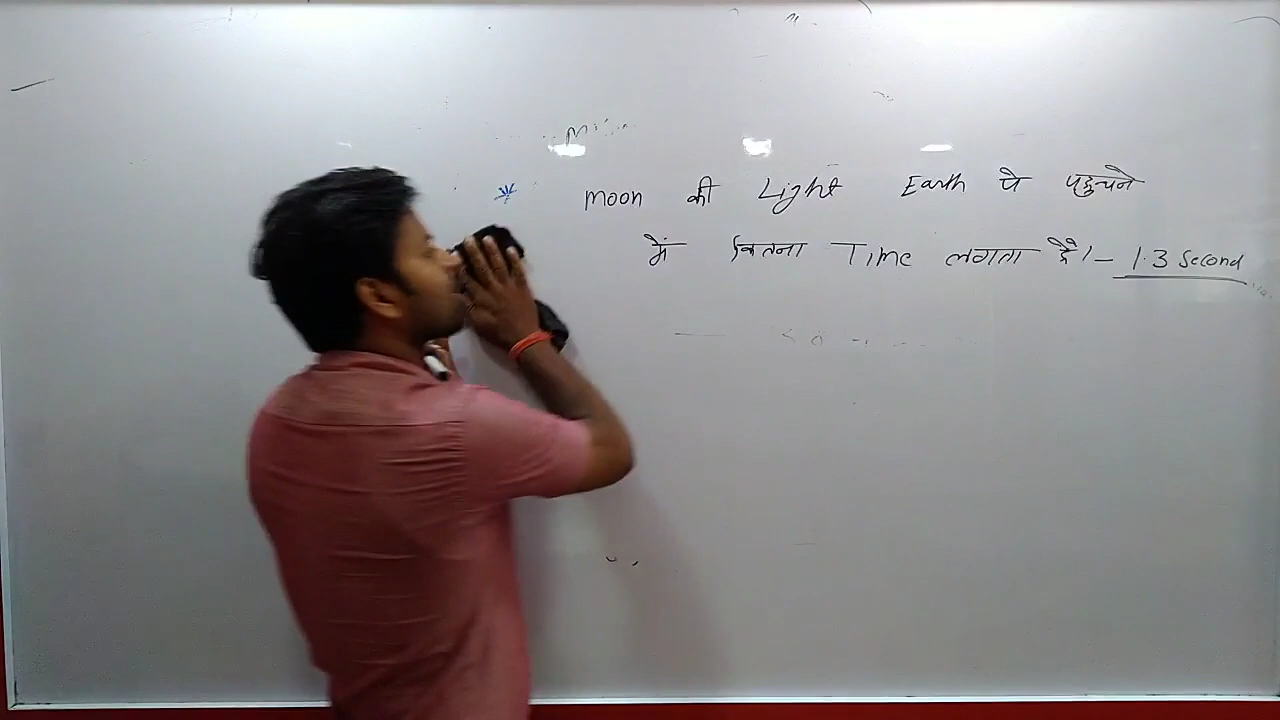 * Moon की Light Earth पे पहुचने
में कितना Time लगता है।- 1.3 Second